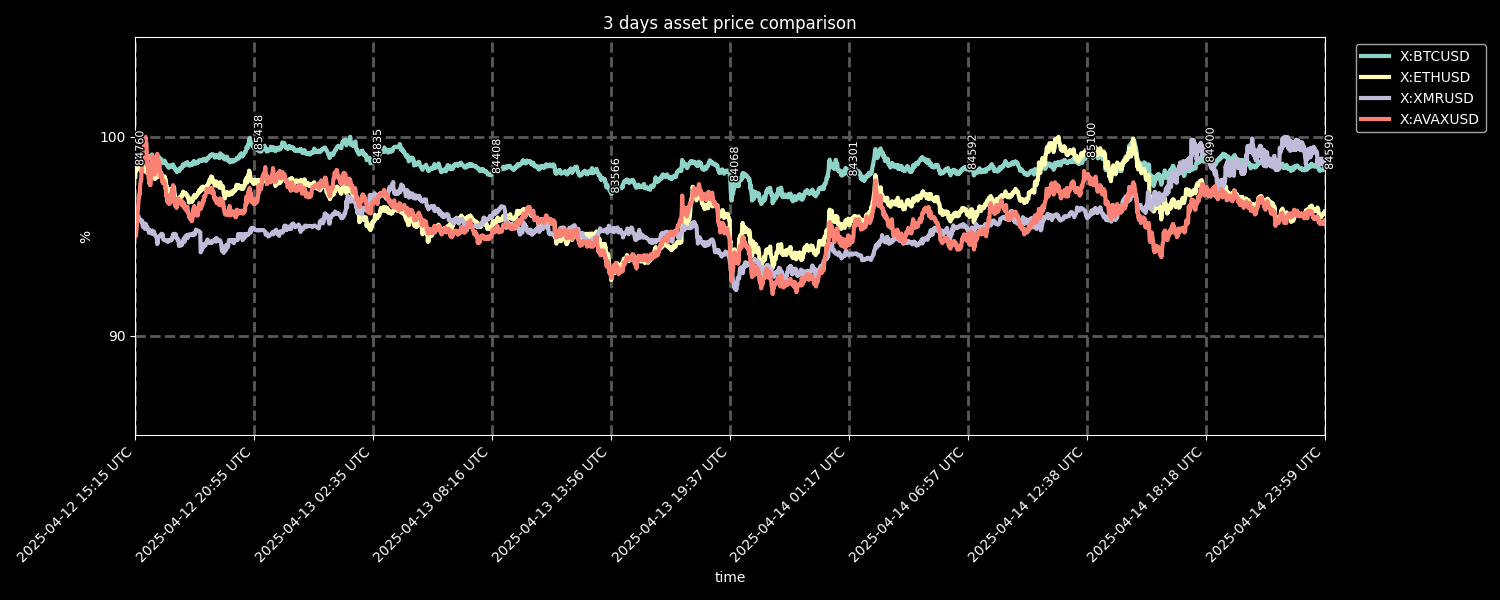 3 days asset price comparison
X:BTCUSD
X:ETHUSD
X:XMRUSD
X:AVAXUSD
%
100
90
84760
85438
84835
84408
83566
84068
84301
84592
85100
84900
84590
2025-04-12 15:15 UTC
2025-04-12 20:55 UTC
2025-04-13 02:35 UTC
2025-04-13 08:16 UTC
2025-04-13 13:56 UTC
2025-04-13 19:37 UTC
2025-04-14 01:17 UTC
2025-04-14 06:57 UTC
2025-04-14 12:38 UTC
2025-04-14 18:18 UTC
2025-04-14 23:59 UTC
time